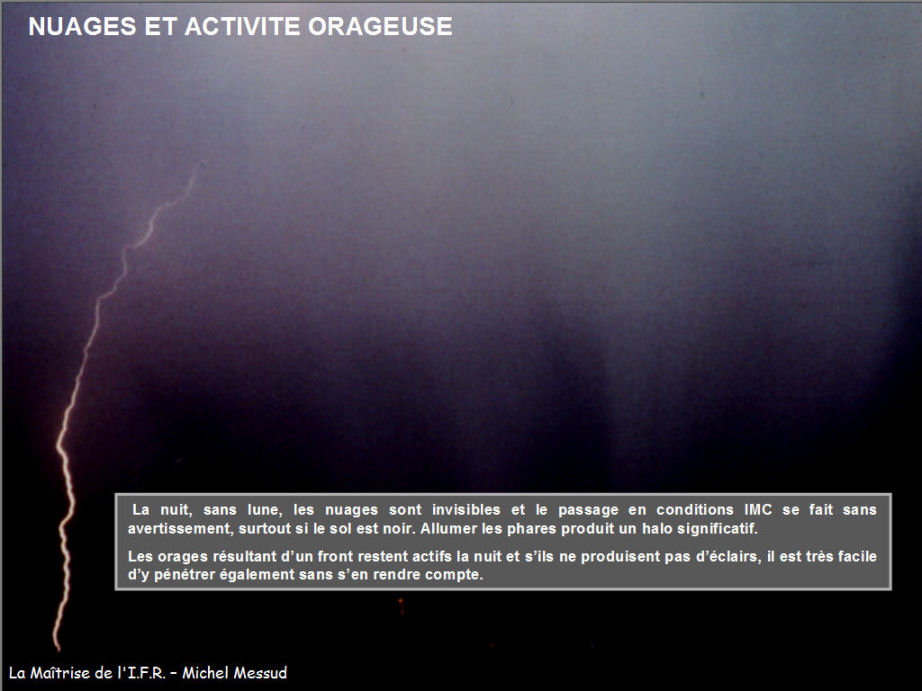 NUAGES ET ACTIVITE ORAGEUSE
La nuit, sans lune, les nuages sont invisibles et le passage en conditions IMC se fait sans
avertissement, surtout si le sol est noir. Allumer les phares produit un halo significatif.
Les orages résultant d'un front restent actifs la nuit et s'ils ne produisent pas d'éclairs, il est très facile
d'y pénétrer également sans s'en rendre compte.
La Maîtrise de l'I.F.R. – Michel Messud